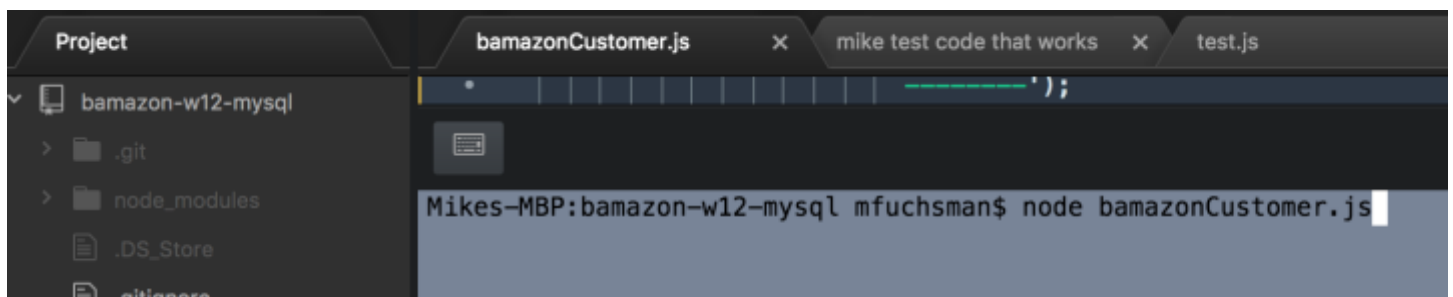 Project
bamazonCustomer.js × mike test code that works × test.js
bamazon-w12-mysql
--------');
.git
node_modules
Mikes-MBP:bamazon-w12-mysql mfuchsman$ node bamazonCustomer.js
.DS_Store
.gitignore